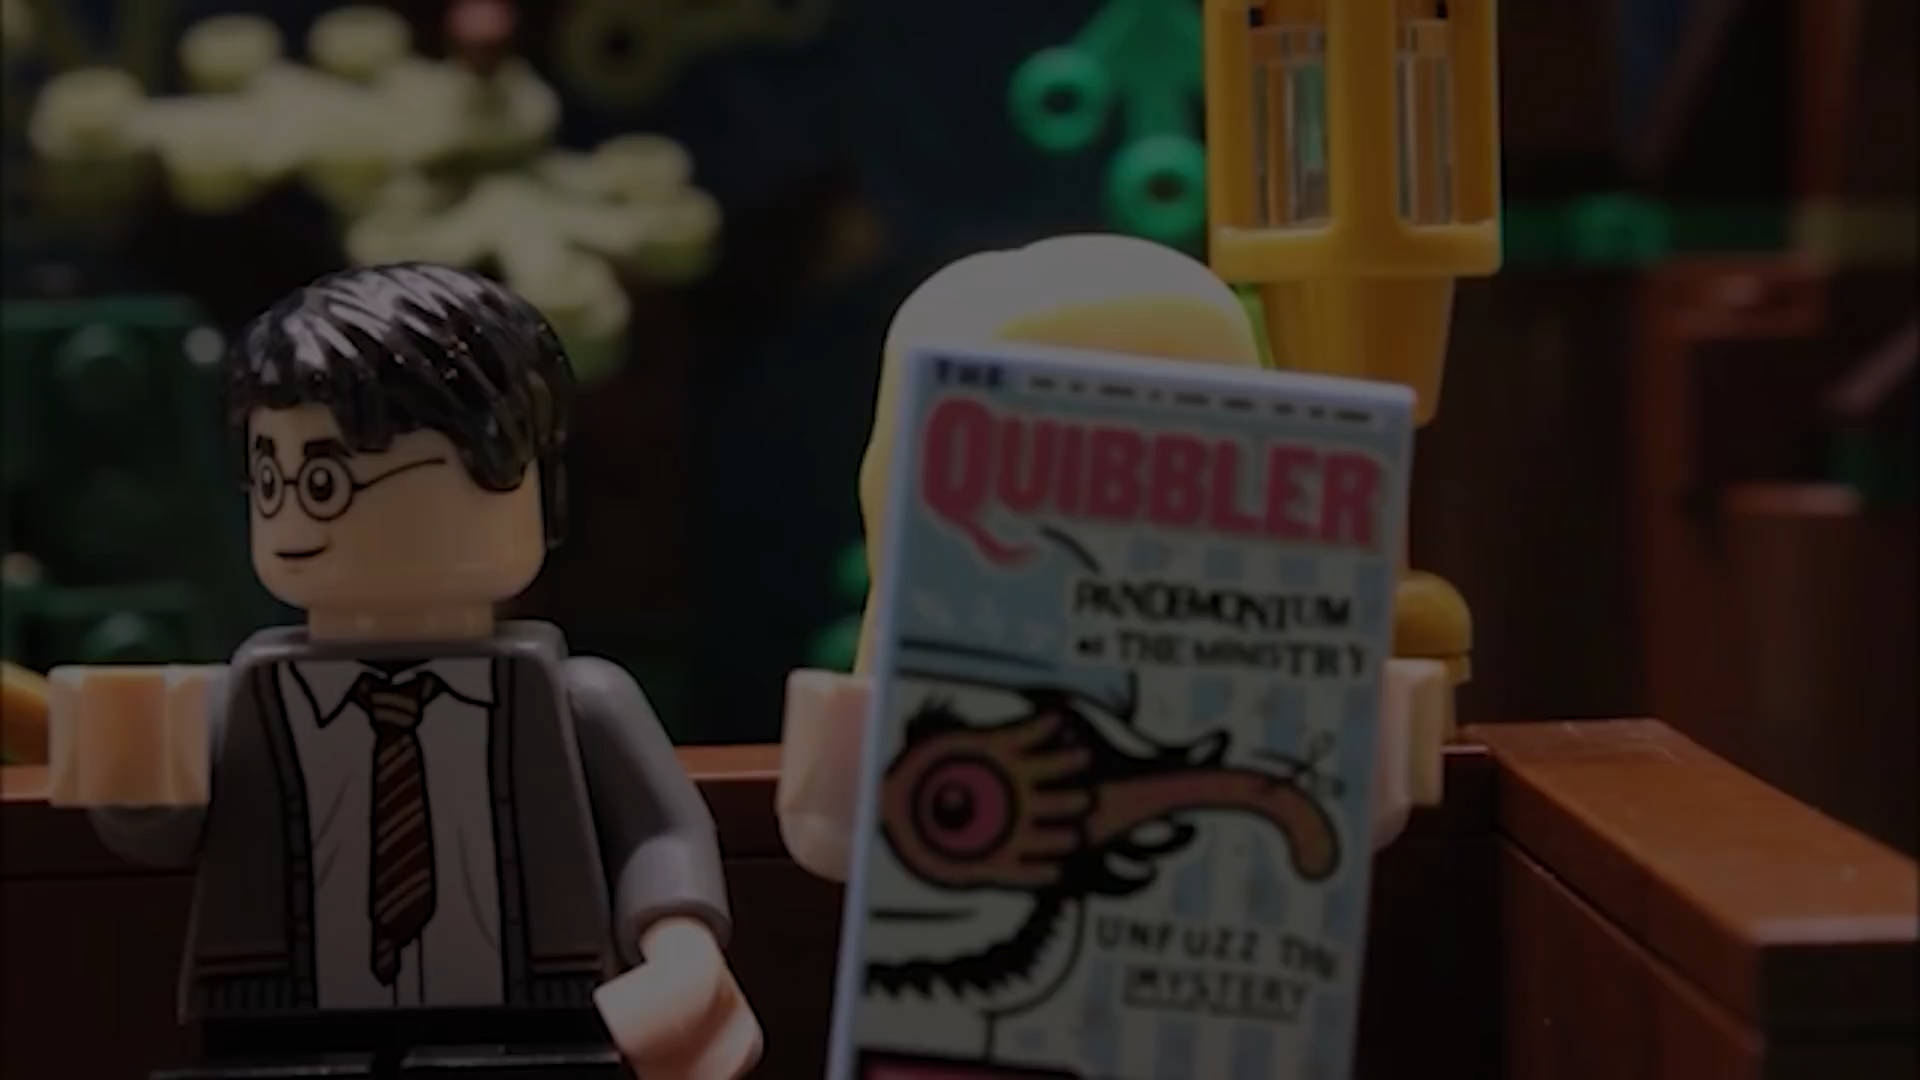 THE
QUIBBLER
PANDEMONIUM
at THE MINISTRY
UNFUZZ THE
MYSTERY